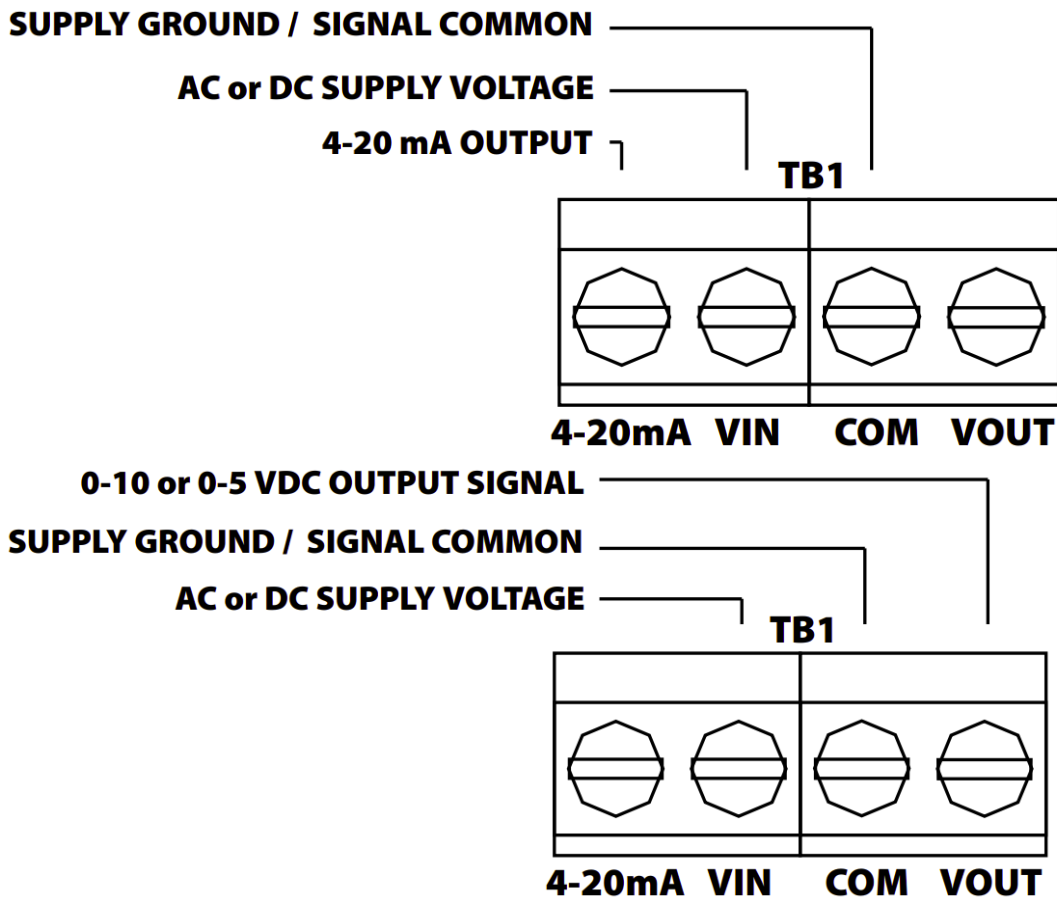 SUPPLY GROUND / SIGNAL COMMON
AC or DC SUPPLY VOLTAGE
4-20 mA OUTPUT
TB1
4-20mA VIN COM VOUT
0-10 or 0-5 VDC OUTPUT SIGNAL
SUPPLY GROUND / SIGNAL COMMON
AC or DC SUPPLY VOLTAGE
TB1
4-20mA VIN COM VOUT